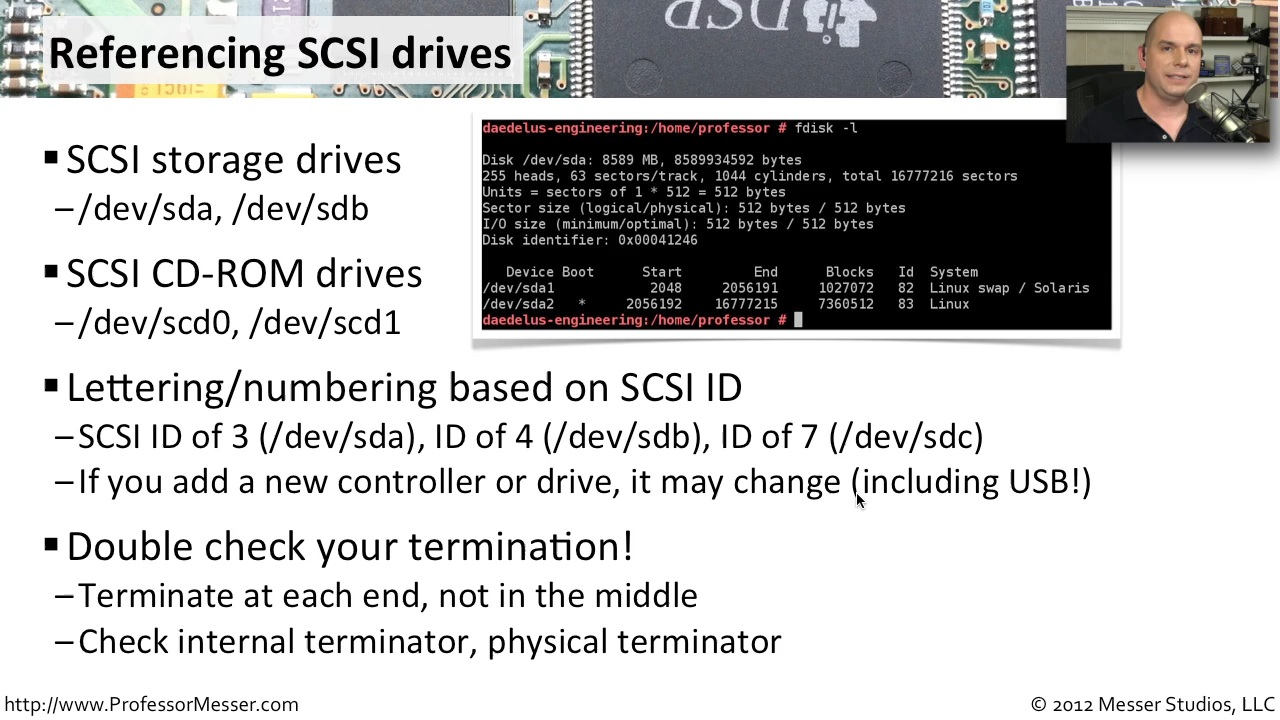 DSP
Referencing SCSI drives
▪ SCSI storage drives
– /dev/sda, /dev/sdb
▪ SCSI CD-ROM drives
– /dev/scd0, /dev/scd1
daedelus-engineering:/home/professor # fdisk -l
Disk /dev/sda: 8589 MB, 8589934592 bytes
255 heads, 63 sectors/track, 1044 cylinders, total 16777216 sectors
Units = sectors of 1 * 512 = 512 bytes
Sector size (logical/physical): 512 bytes / 512 bytes
I/O size (minimum/optimal): 512 bytes / 512 bytes
Disk identifier: 0x00041246
Device Boot Start End Blocks Id System
/dev/sda1 2048 2056191 1027072 82 Linux swap / Solaris
/dev/sda2 * 2056192 16777215 7360512 83 Linux
daedelus-engineering:/home/professor #
▪ Lettering/numbering based on SCSI ID
– SCSI ID of 3 (/dev/sda), ID of 4 (/dev/sdb), ID of 7 (/dev/sdc)
– If you add a new controller or drive, it may change (including USB!)
▪ Double check your termination!
– Terminate at each end, not in the middle
– Check internal terminator, physical terminator
http://www.ProfessorMesser.com
© 2012 Messer Studios, LLC